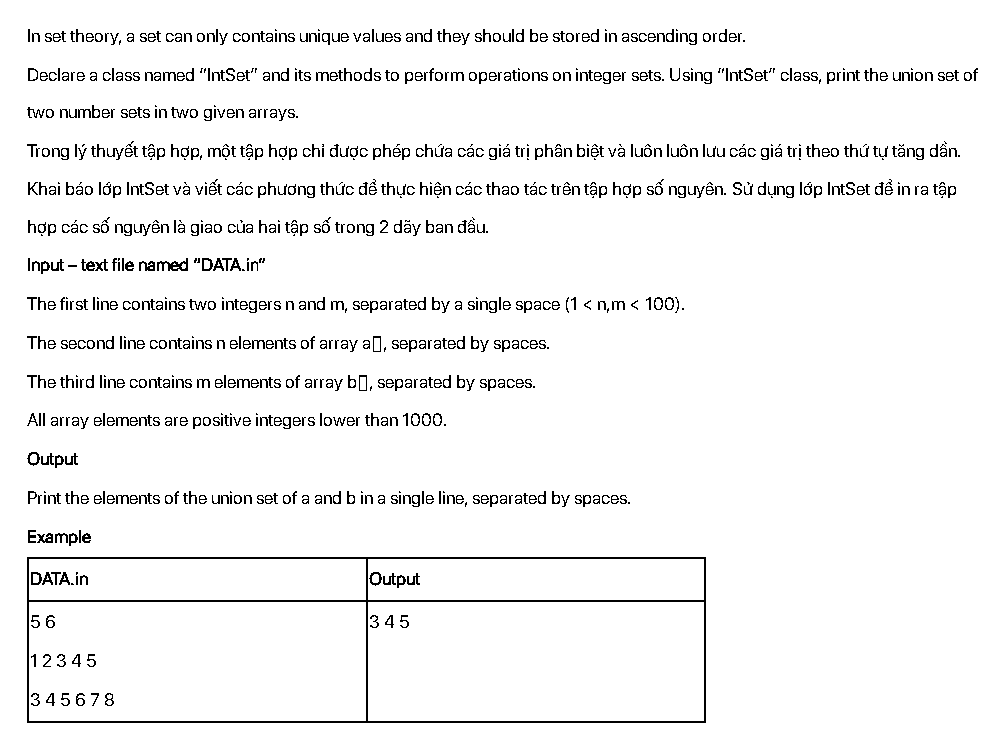 In set theory, a set can only contains unique values and they should be stored in ascending order.
Declare a class named “IntSet” and its methods to perform operations on integer sets. Using “IntSet” class, print the union set of
two number sets in two given arrays.
Trong lý thuyết tập hợp, một tập hợp chỉ được phép chứa các giá trị phân biệt và luôn luôn lưu các giá trị theo thứ tự tăng dần.
Khai báo lớp IntSet và viết các phương thức để thực hiện các thao tác trên tập hợp số nguyên. Sử dụng lớp IntSet để in ra tập
hợp các số nguyên là giao của hai tập số trong 2 dãy ban đầu.
Input – text file named “DATA.in”
The first line contains two integers n and m, separated by a single space (1 < n,m < 100).
The second line contains n elements of array a▯, separated by spaces.
The third line contains m elements of array b▯, separated by spaces.
All array elements are positive integers lower than 1000.
Output
Print the elements of the union set of a and b in a single line, separated by spaces.
Example
DATA.in Output
5 6 3 4 5
1 2 3 4 5
3 4 5 6 7 8